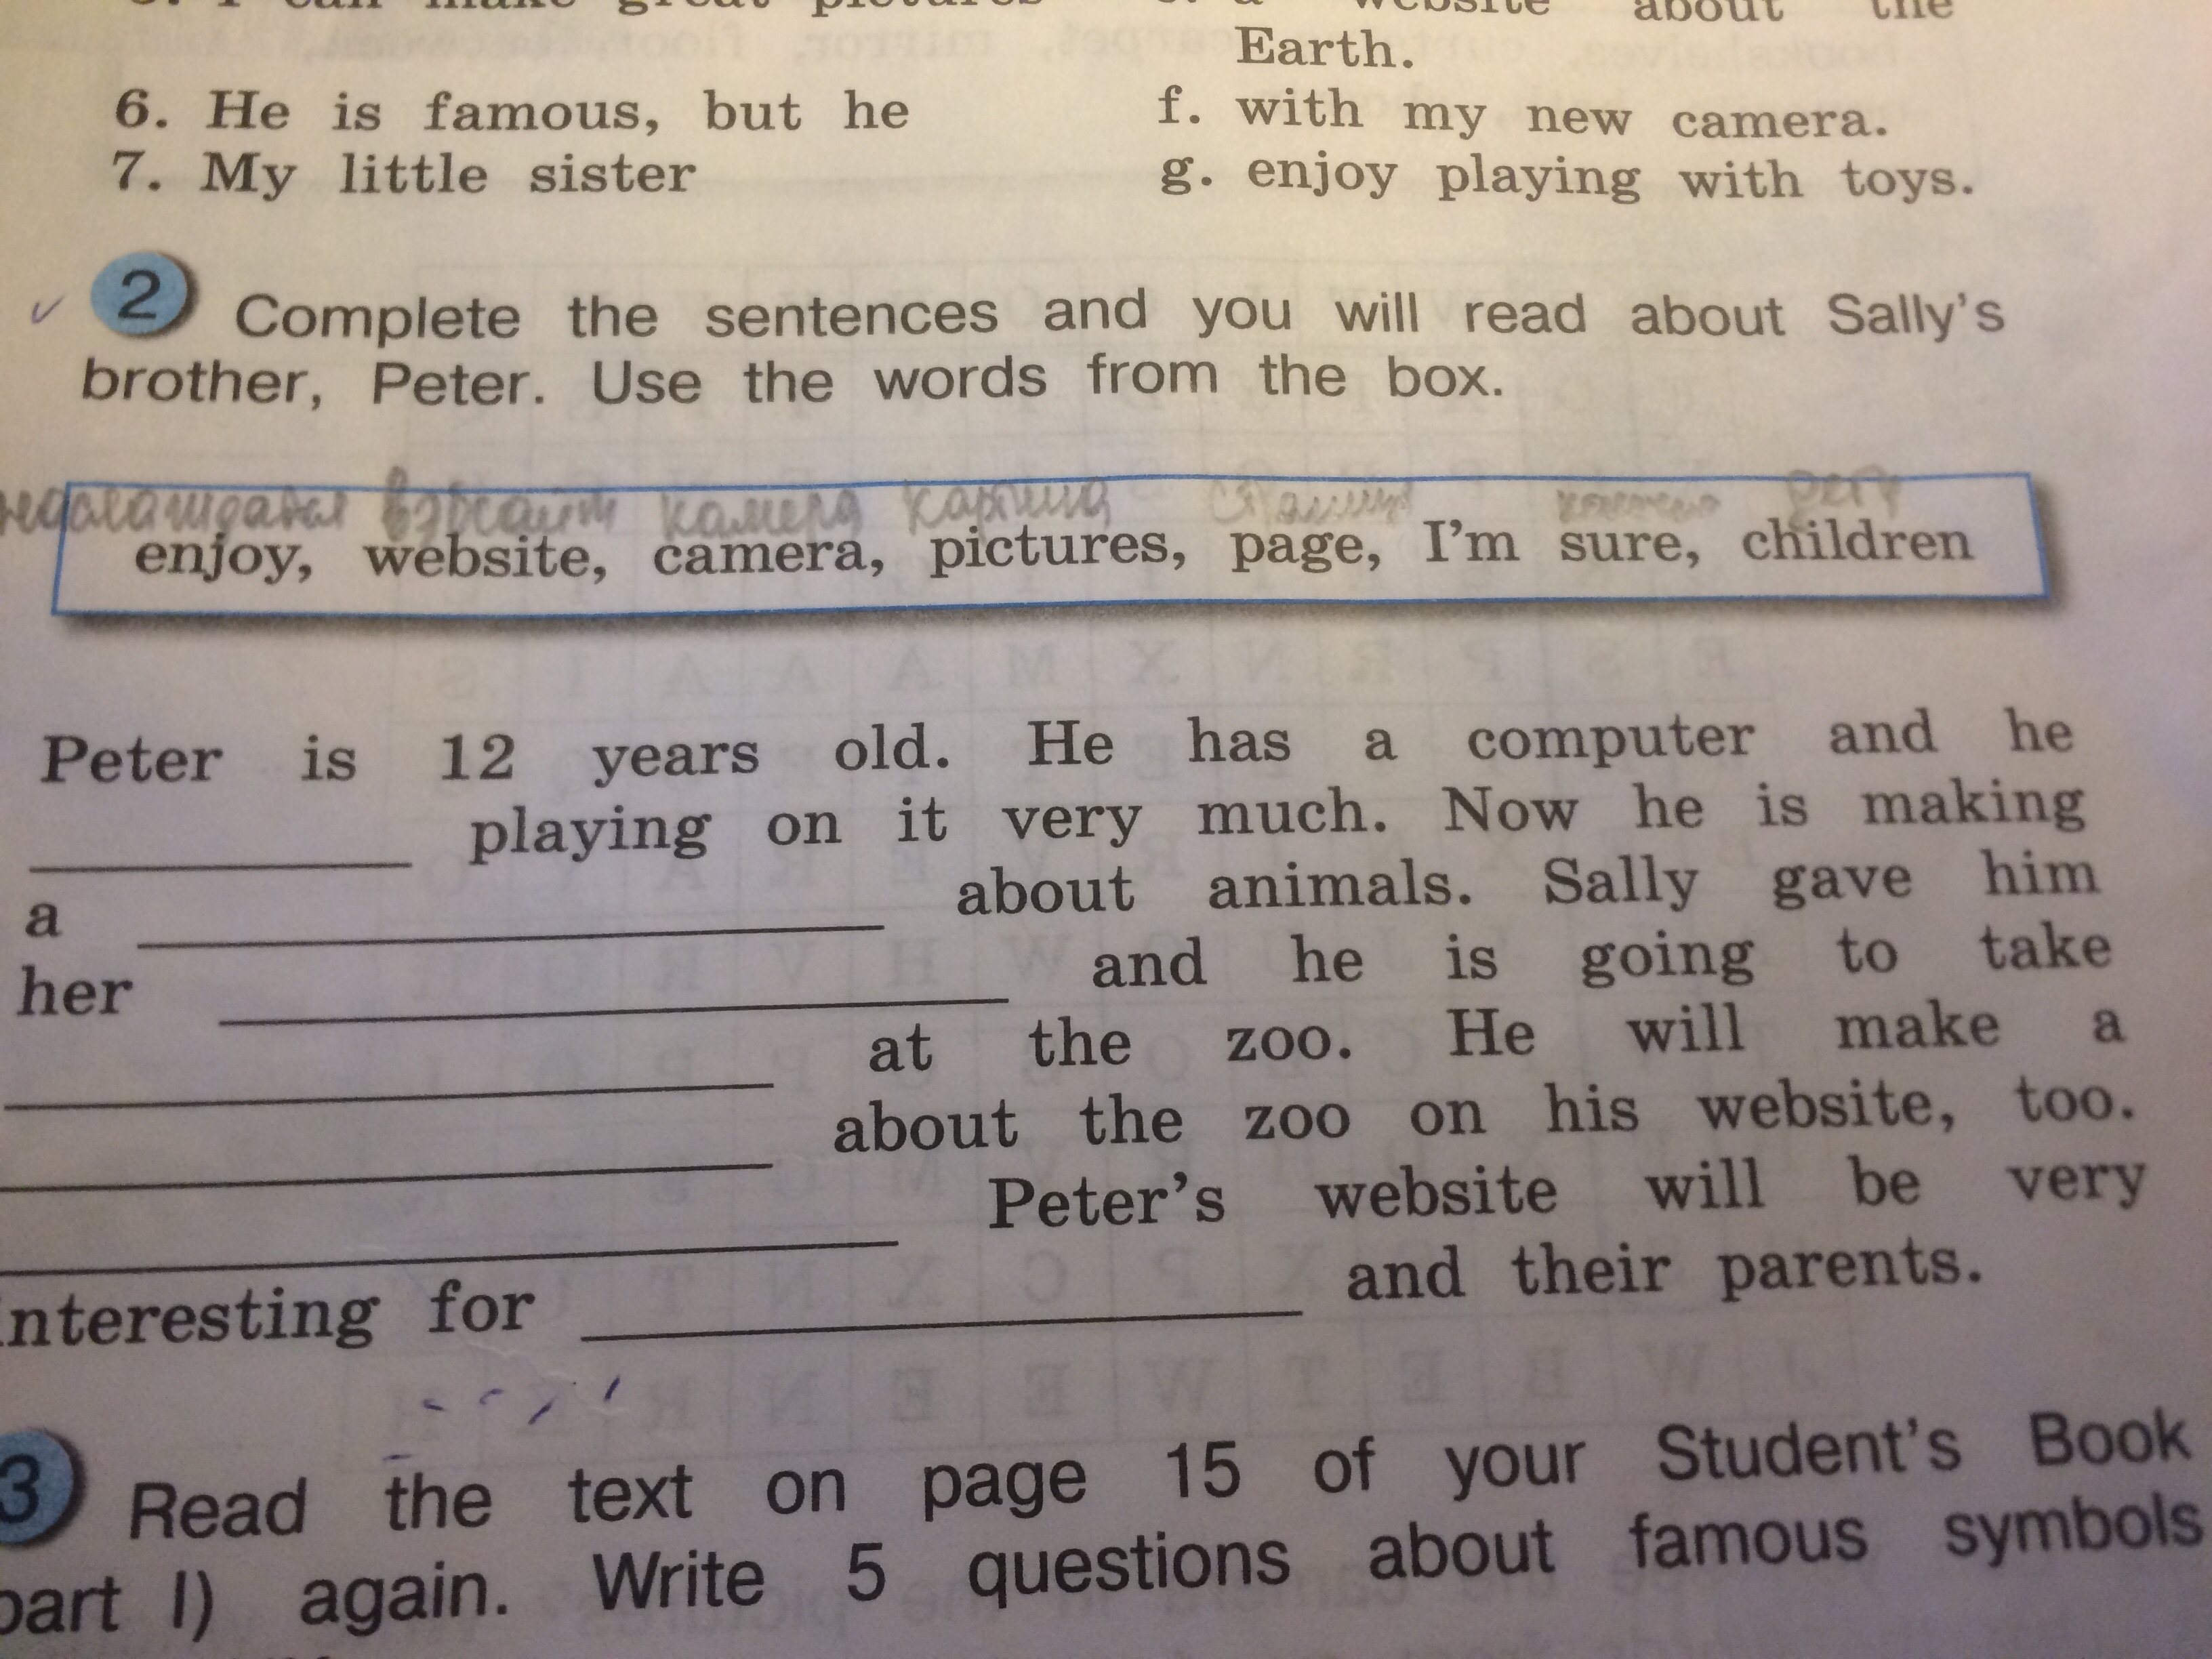 6. He is famous, but he
7. My little sister
website about the
Earth.
f. with my new camera.
g. enjoy playing with toys.
2 Complete the sentences and you will read about Sally's
brother, Peter. Use the words from the box.
камера картина
enjoy, website, camera, pictures, page, I'm sure, children
Peter is 12 years old. He has a computer and he
playing on it very much. Now he is making
a about animals. Sally gave him
her and he is going to take
at the zoo. He will make a
about the zoo on his website, too.
Peter's website will be very
nteresting for and their parents.
3 Read the text on page 15 of your Student's Book
part I) again. Write 5 questions about famous symbols